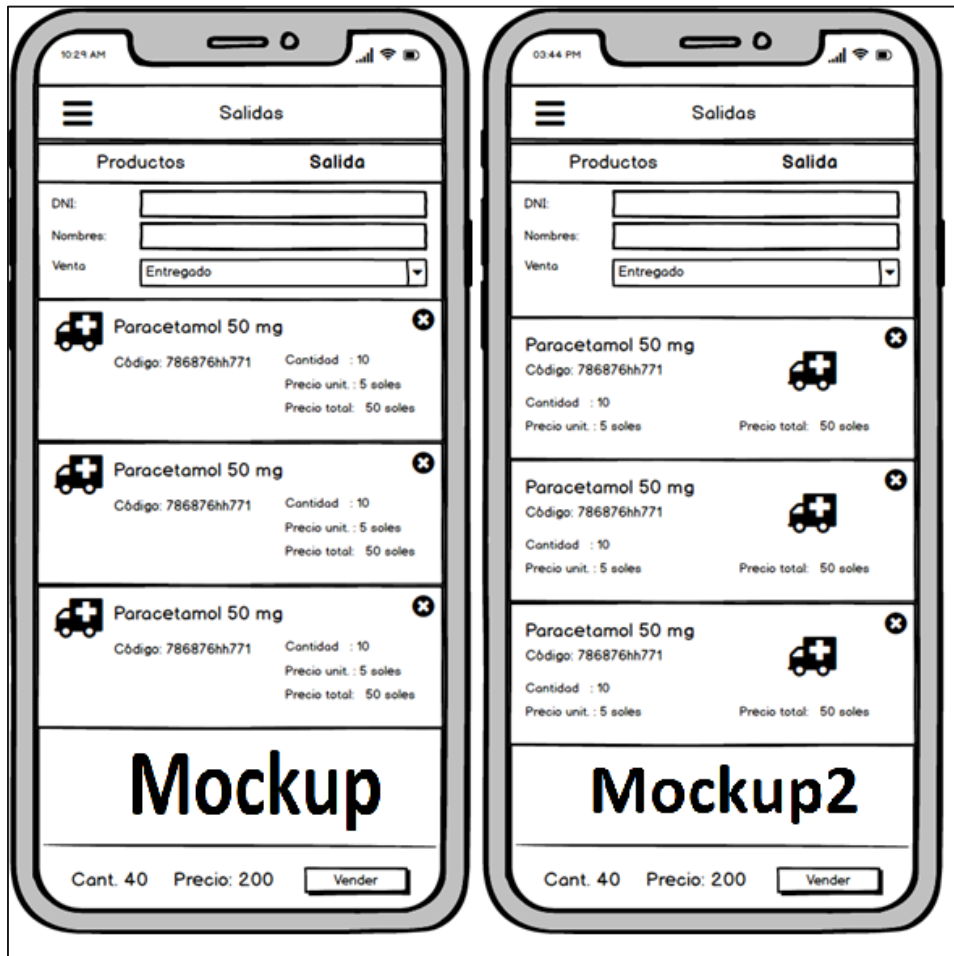 10:29 AM
Salidas
Productos Salida
DNI:
Nombres:
Venta Entregado
Paracetamol 50 mg
Código: 786876hh771 Cantidad : 10
Precio unit. : 5 soles
Precio total: 50 soles
Paracetamol 50 mg
Código: 786876hh771 Cantidad : 10
Precio unit. : 5 soles
Precio total: 50 soles
Paracetamol 50 mg
Código: 786876hh771 Cantidad : 10
Precio unit. : 5 soles
Precio total: 50 soles
Mockup
Cant. 40 Precio: 200 Vender
03:44 PM
Salidas
Productos Salida
DNI:
Nombres:
Venta Entregado
Paracetamol 50 mg
Código: 786876hh771
Cantidad : 10
Precio unit. : 5 soles Precio total: 50 soles
Paracetamol 50 mg
Código: 786876hh771
Cantidad : 10
Precio unit. : 5 soles Precio total: 50 soles
Paracetamol 50 mg
Código: 786876hh771
Cantidad : 10
Precio unit. : 5 soles Precio total: 50 soles
Mockup2
Cant. 40 Precio: 200 Vender